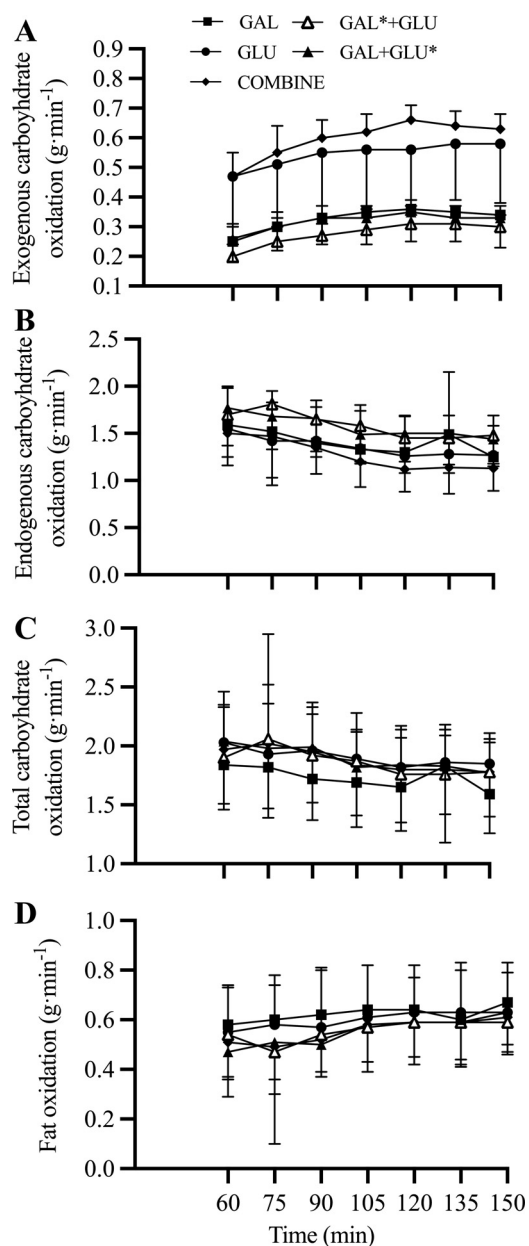 A
GAL
GAL*+GLU
GLU
GAL+GLU*
COMBINE
Exogenous carboyhdrate
oxidation (g·min-1)
0.9
0.8
0.7
0.6
0.5
0.4
0.3
0.2
0.1
B
Endogenous carboyhdrate
oxidation (g·min-1)
2.5
2.0
1.5
1.0
0.5
0.0
C
Total carboyhdrate
oxidation (g·min-1)
3.0
2.5
2.0
1.5
1.0
D
Fat oxidation (g·min-1)
1.0
0.8
0.6
0.4
0.2
0.0
60 75 90 105 120 135 150
Time (min)